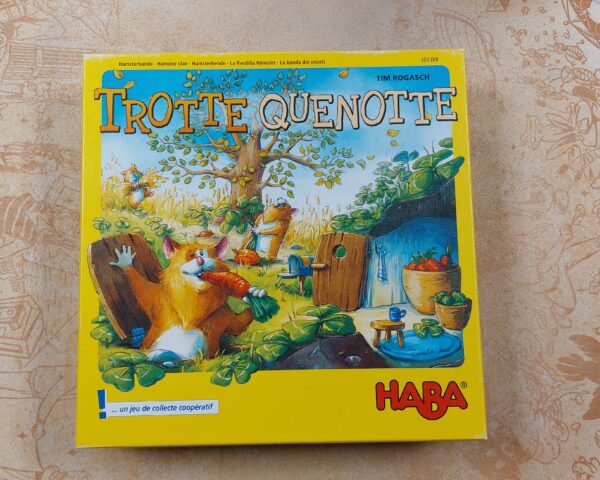 Hamsterbande · Hamster clan · Hamsterbende · La Pandilla Hámster · La banda dei criceti
302388
TIM ROGASCH
TROTTE QUENOTTE
HABA®
! ... un jeu de collecte coopératif